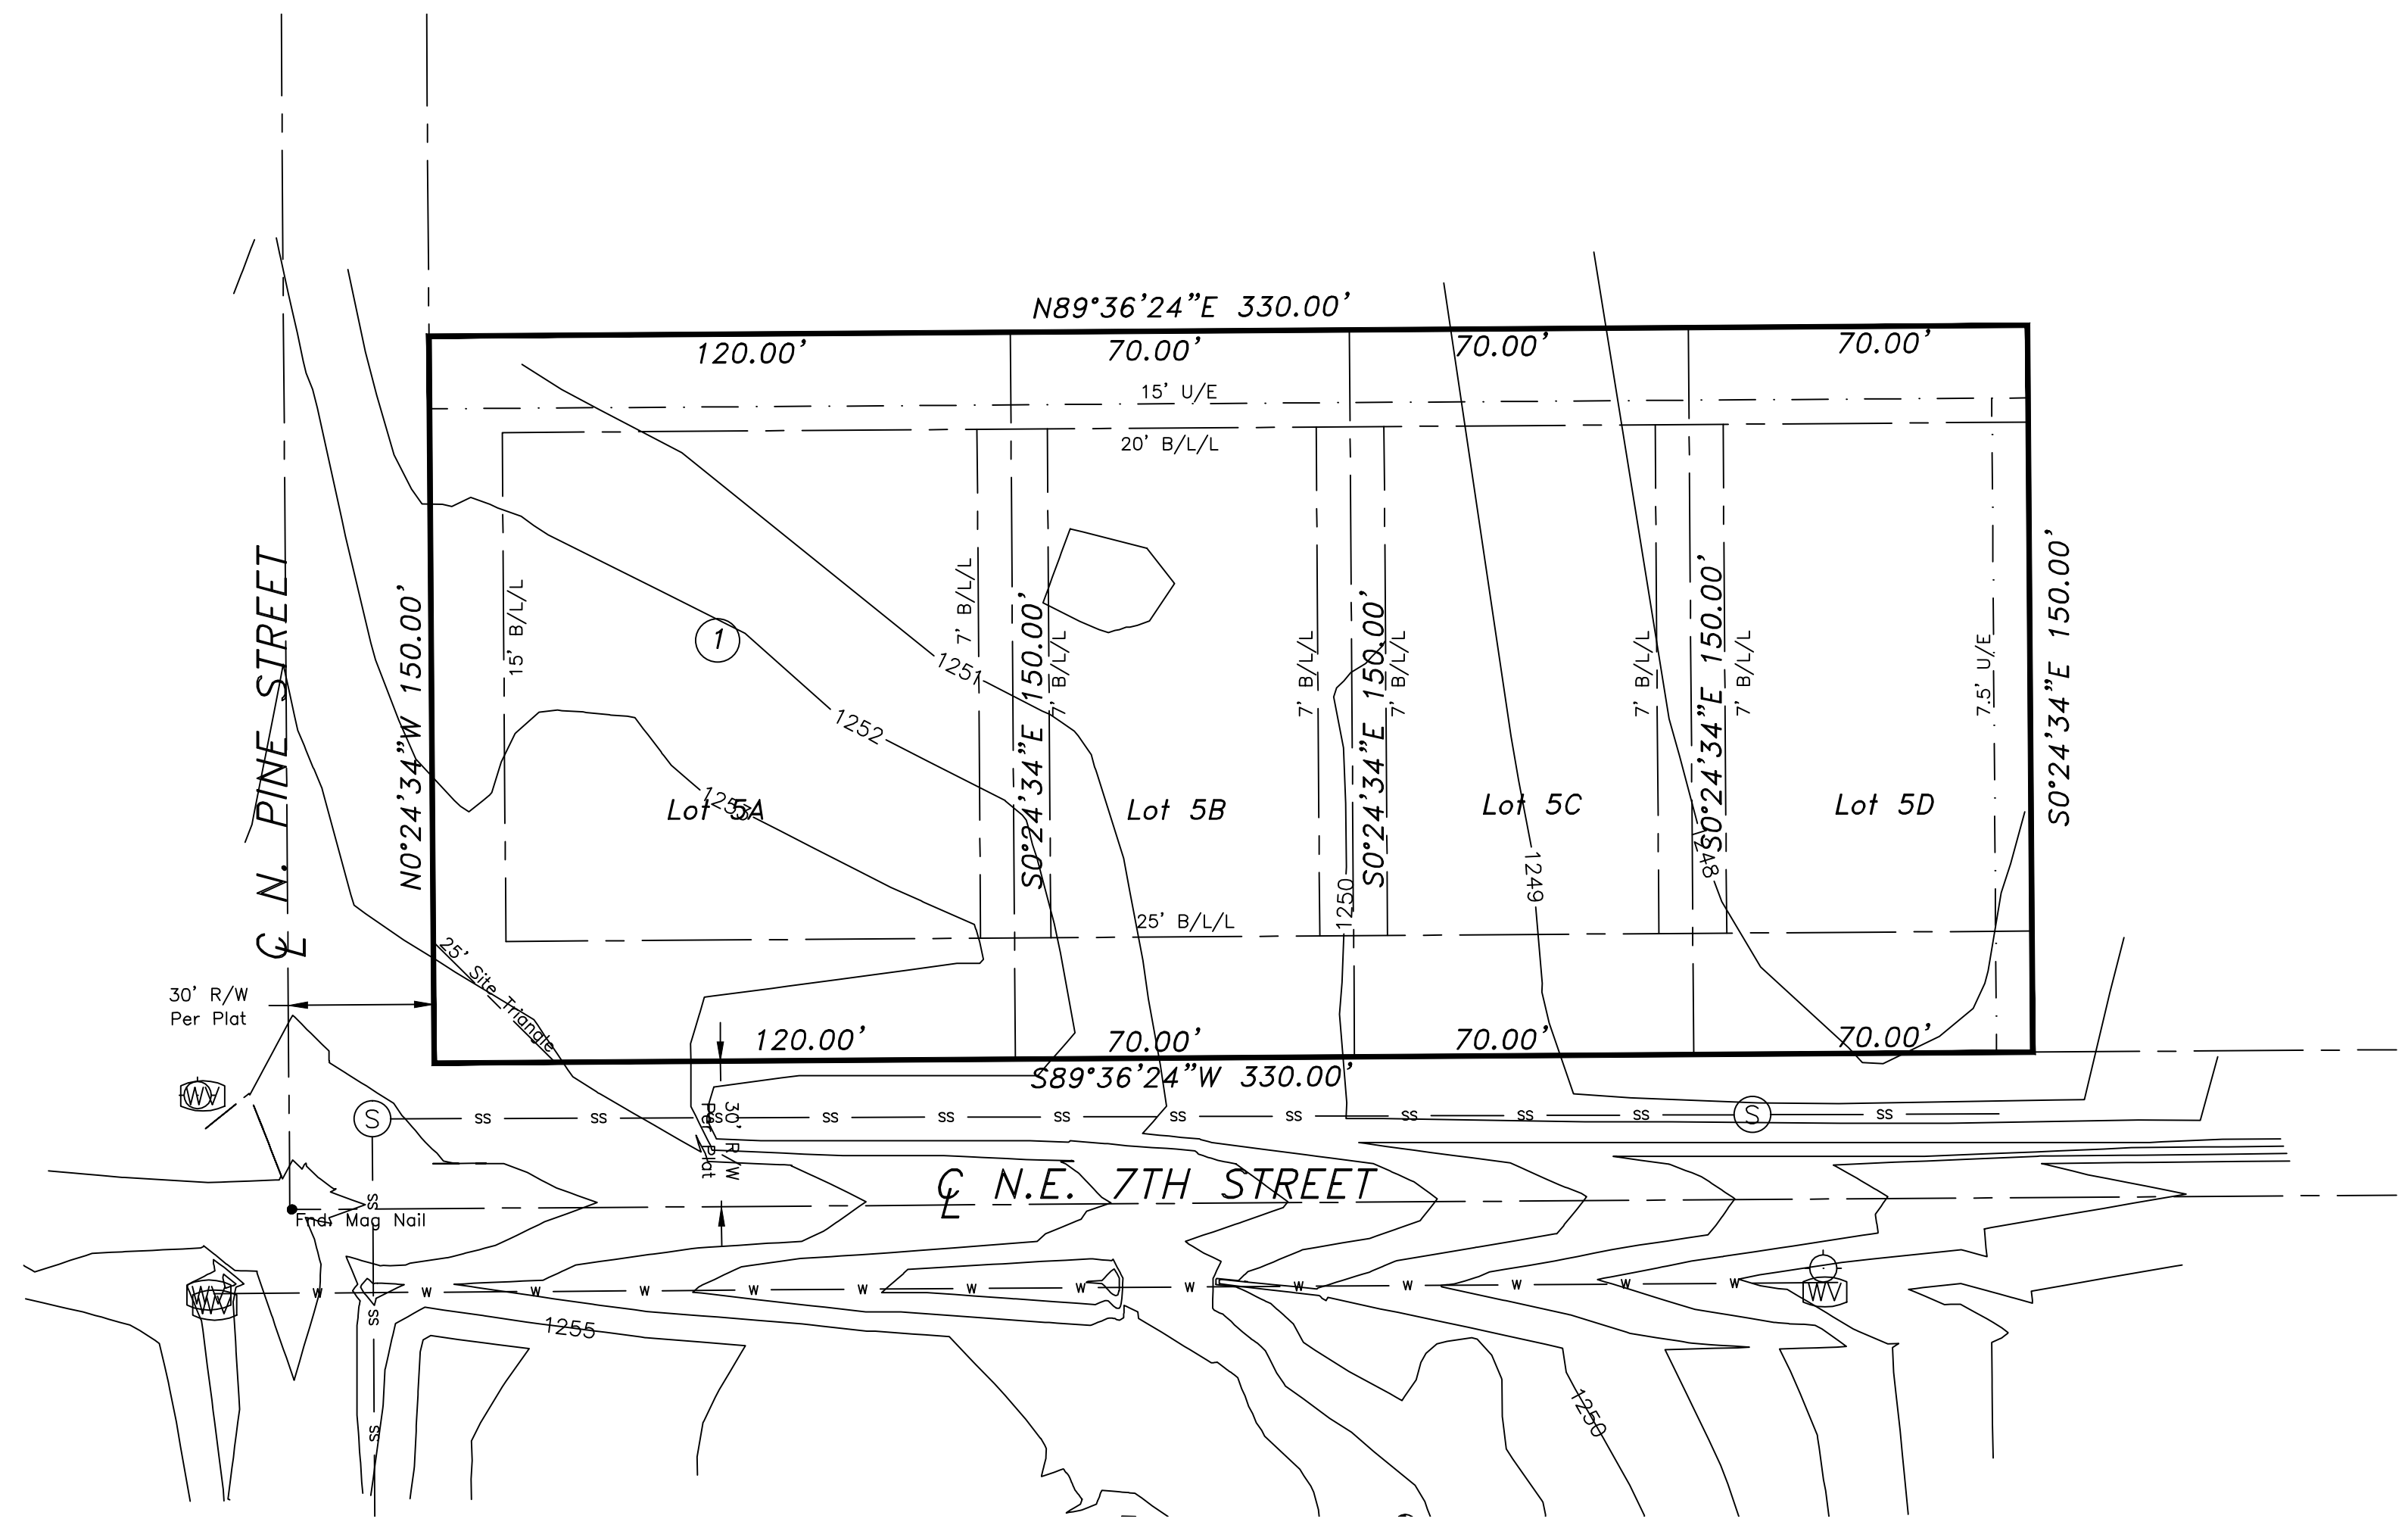 N89°36'24"E 330.00'
120.00'
70.00'
70.00'
70.00'
15' U/E
20' B/L/L
N. PINE STREET
℄
N0°24'34"W 150.00'
15' B/L/L
1
7' B/L/L
S0°24'34"E 150.00'
7' B/L/L
7' B/L/L
S0°24'34"E 150.00'
7' B/L/L
7' B/L/L
S0°24'34"E 150.00'
7' B/L/L
7.5' U/E
S0°24'34"E 150.00'
1251
1252
1253
Lot 5A
Lot 5B
Lot 5C
Lot 5D
1250
1249
1248
25' B/L/L
25' Site Triangle
30' R/W
Per Plat
120.00'
70.00'
70.00'
70.00'
S89°36'24"W 330.00'
WV
S
SS SS SS SS SS SS SS SS SS SS SS
S
SS
30' R/W
Per Plat
℄ N.E. 7TH STREET
SS
Fnd. Mag Nail
WV
W W W W W W W W W W W W W W
WV
SS
1255
1250
SS